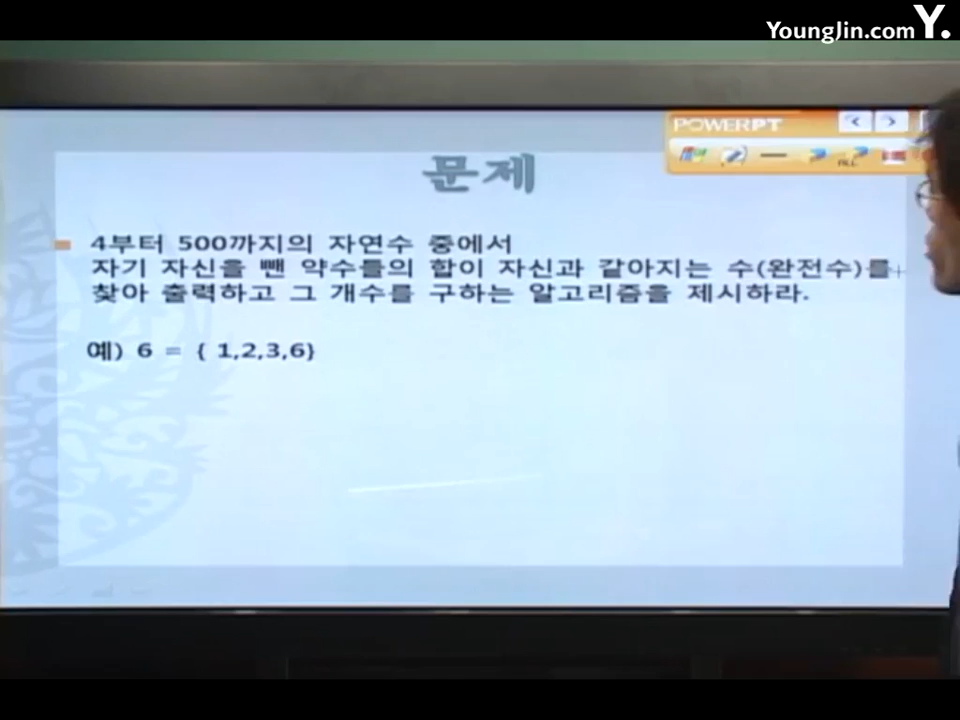 YoungJin.com Y.
POWERPT
ALL
문제
4부터 500까지의 자연수 중에서
자기 자신을 뺀 약수들의 합이 자신과 같아지는 수(완전수)를
찾아 출력하고 그 개수를 구하는 알고리즘을 제시하라.
예) 6 = { 1,2,3,6}